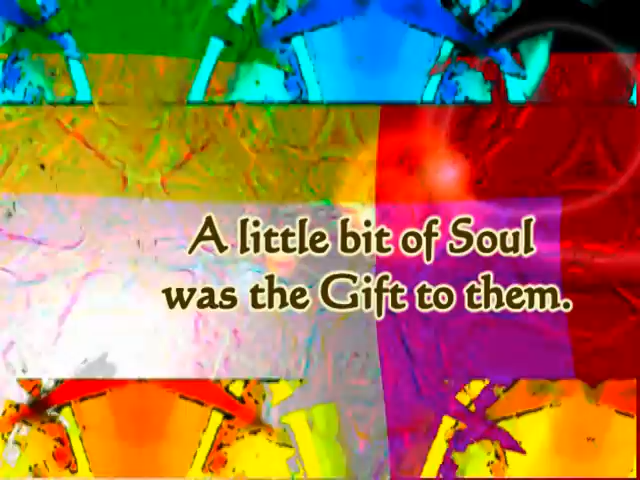 A little bit of Soul
was the Gift to them.